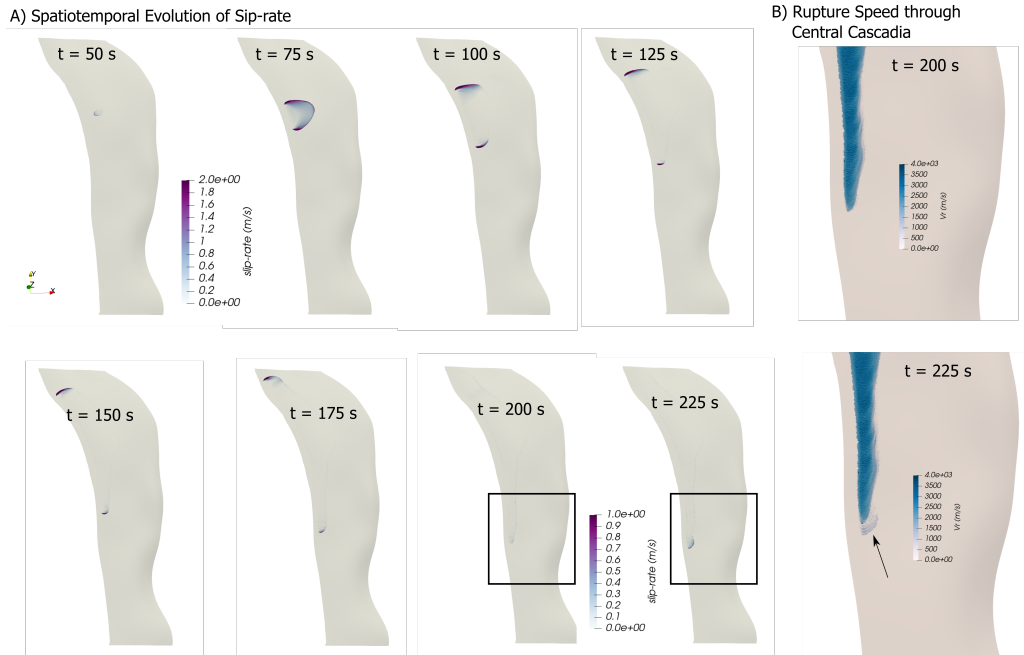 A) Spatiotemporal Evolution of Sip-rate
B) Rupture Speed through
Central Cascadia
t = 50 s
t = 75 s
t = 100 s
t = 125 s
t = 200 s
2.0e+00
1.8
1.6
1.4
1.2
1
0.8
0.6
0.4
0.2
0.0e+00
slip-rate (m/s)
Y
Z
X
4.0e+03
3500
3000
2500
2000
1500
1000
500
0.0e+00
Vr (m/s)
t = 150 s
t = 175 s
t = 200 s
t = 225 s
t = 225 s
1.0e+00
0.9
0.8
0.7
0.6
0.5
0.4
0.3
0.2
0.1
0.0e+00
slip-rate (m/s)
4.0e+03
3500
3000
2500
2000
1500
1000
500
0.0e+00
Vr (m/s)